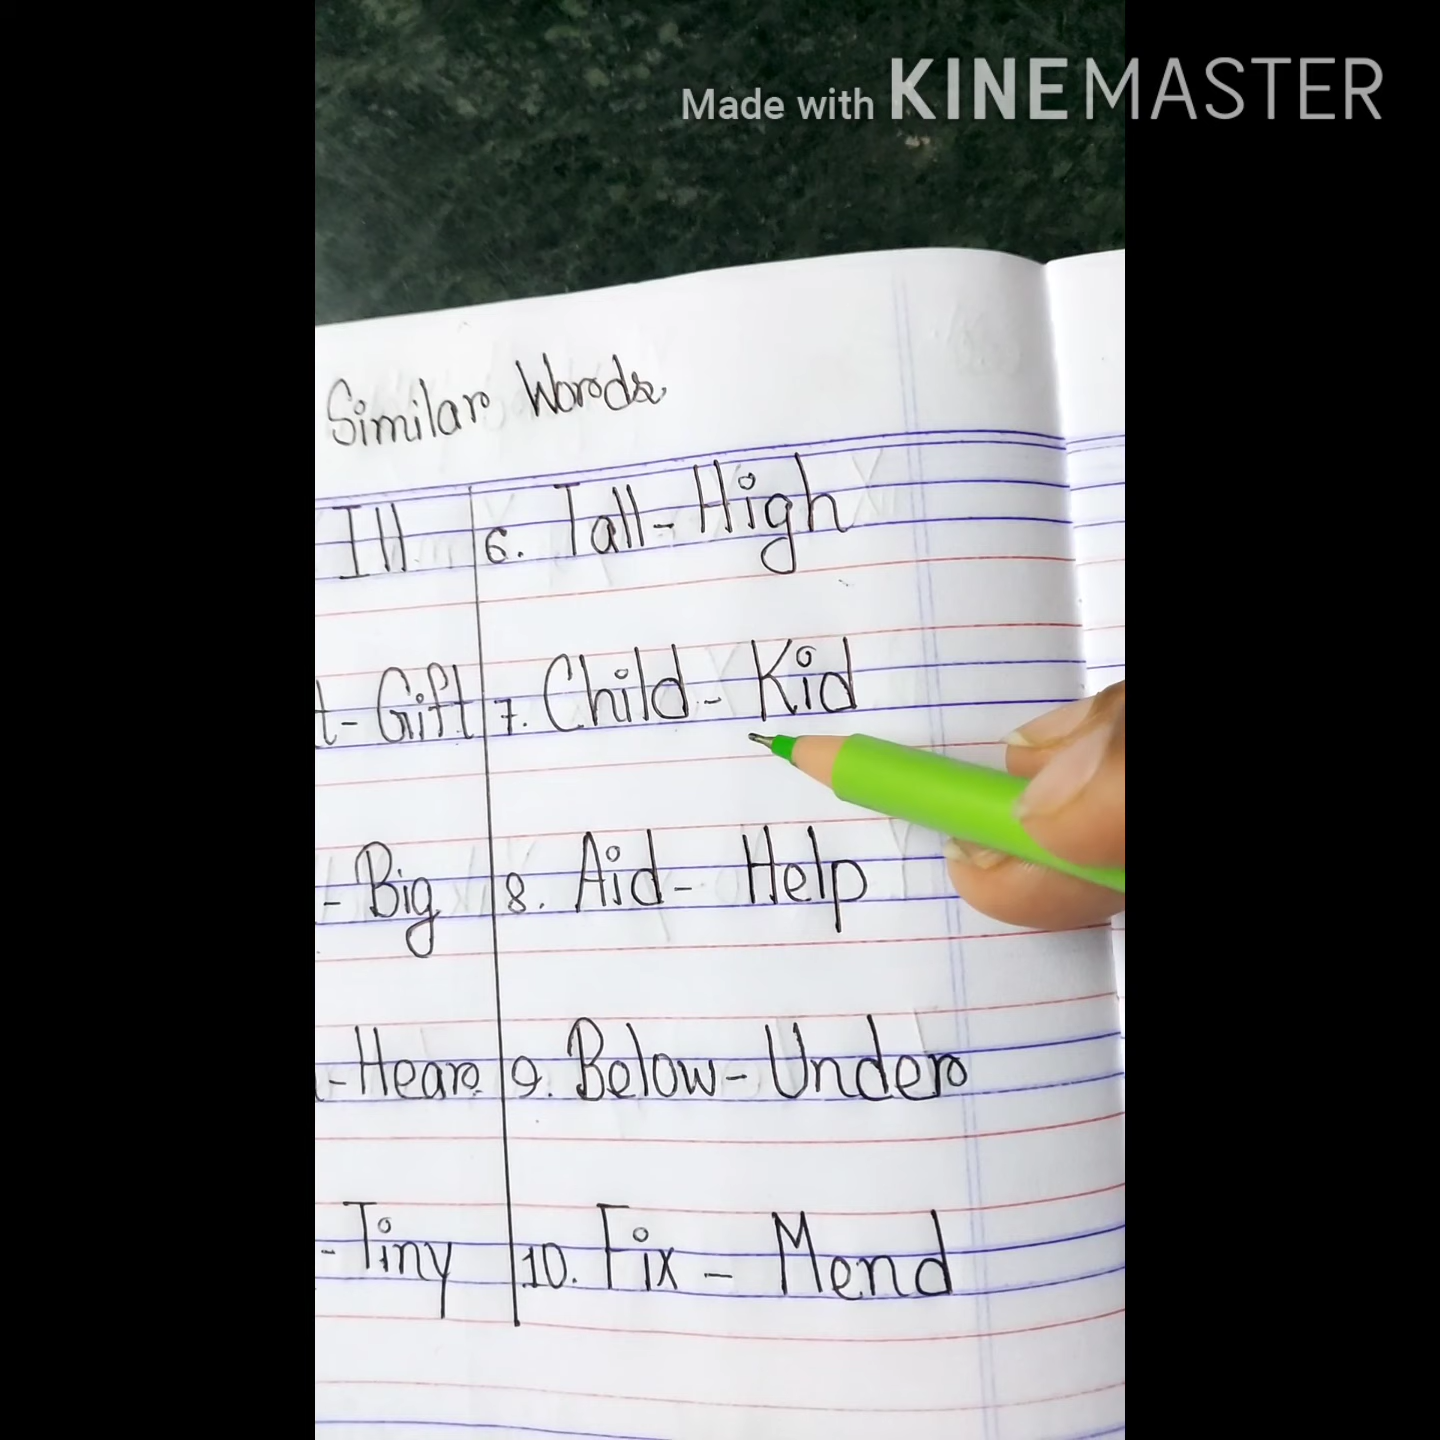 Made with KINEMASTER
Similar Words
Ill 6. Tall - High
t - Gift 7. Child - Kid
- Big 8. Aid - Help
- Hear 9. Below - Under
- Tiny 10. Fix - Mend